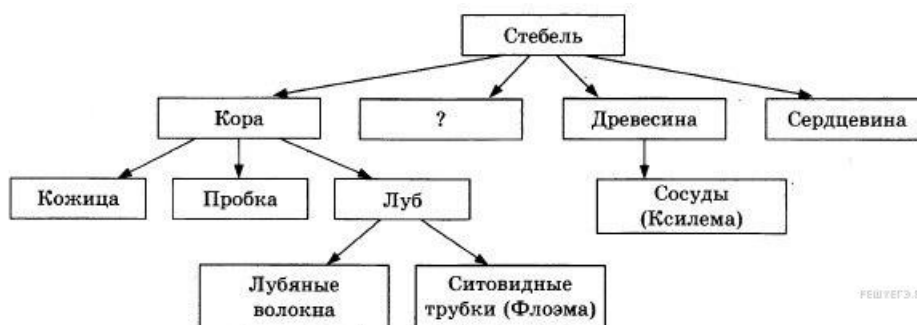 Стебель
Кора
?
Древесина
Сердцевина
Кожица
Пробка
Луб
Сосуды
(Ксилема)
Лубяные
волокна
Ситовидные
трубки (Флоэма)